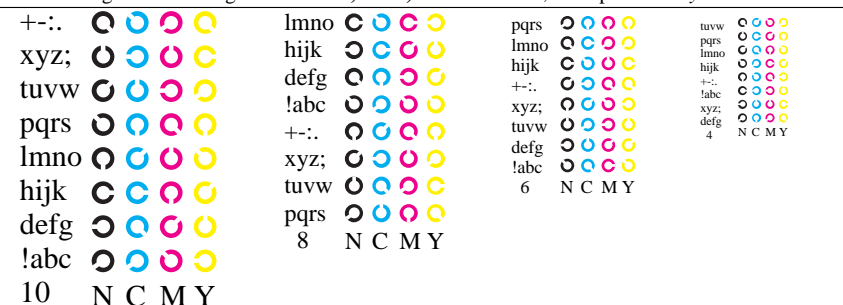 +-:.
xyz;
tuvw
pqrs
lmno
hijk
defg
!abc
10 N C M Y
lmno
hijk
defg
!abc
+-:.
xyz;
tuvw
pqrs
8 N C M Y
pqrs
lmno
hijk
+-:.
xyz;
tuvw
defg
!abc
6 N C M Y
tuvw
pqrs
lmno
hijk
+-:.
!abc
xyz;
defg
4 N C M Y